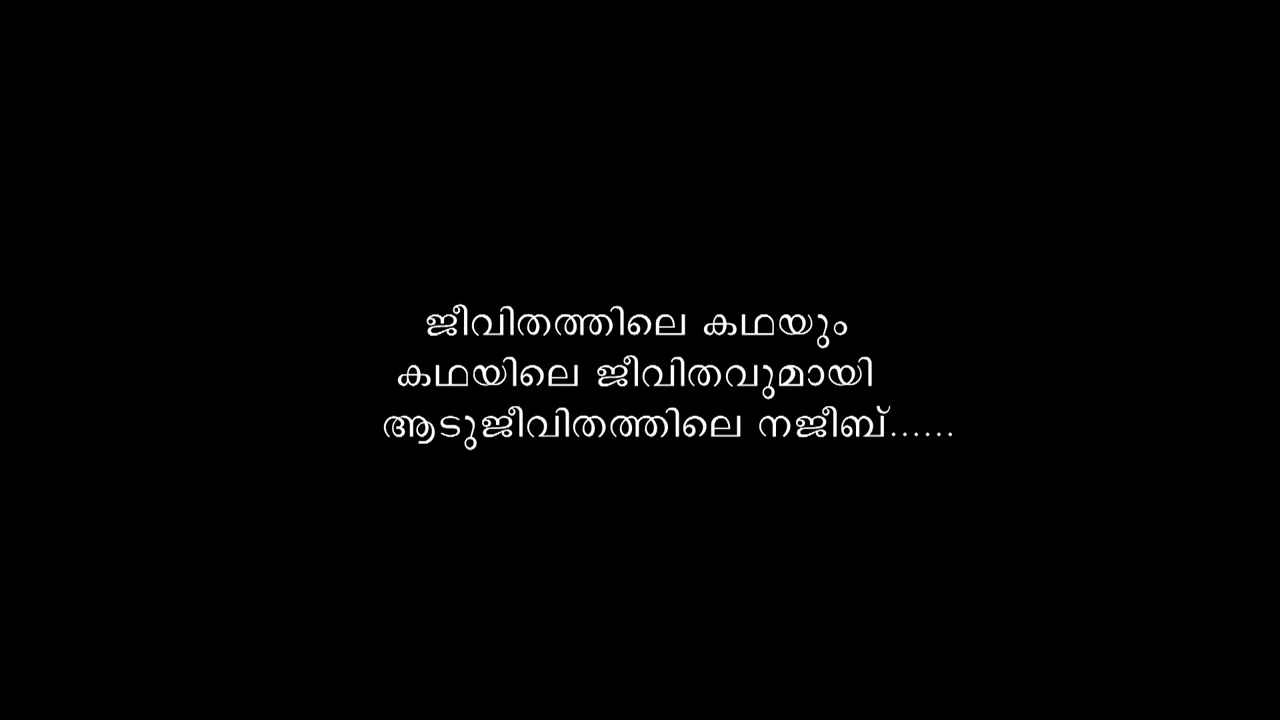 ജീവിതത്തിലെ കഥയും
കഥയിലെ ജീവിതവുമായി
ആടുജീവിതത്തിലെ നജീബ്......